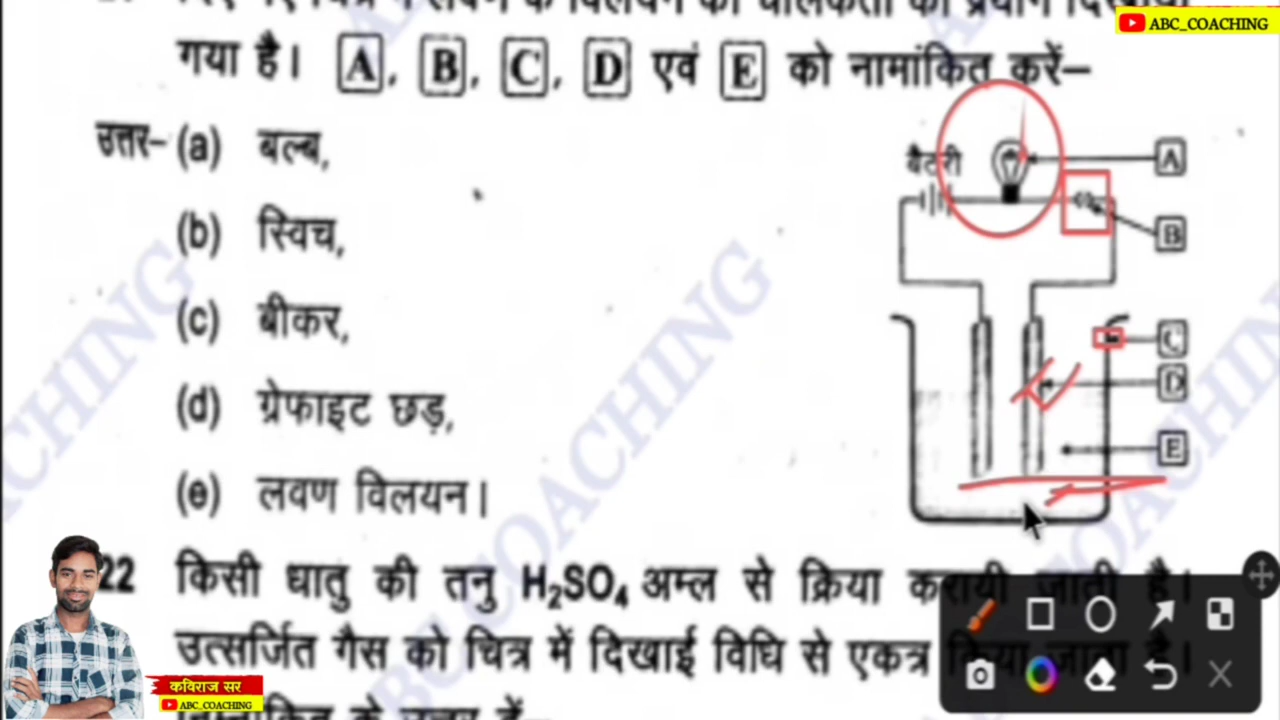 ABC_COACHING
गया है। A, B, C, D एवं E को नामांकित करें–
उत्तर– (a) बल्ब,
(b) स्विच,
(c) बीकर,
(d) ग्रेफाइट छड़,
(e) लवण विलयन।
बैटरी
A
B
C
D
E
22 किसी धातु की तनु H₂SO₄ अम्ल से क्रिया करायी जाती है।
उत्सर्जित गैस को चित्र में दिखाई विधि से एकत्र किया जाता है।
कविराज सर
ABC_COACHING